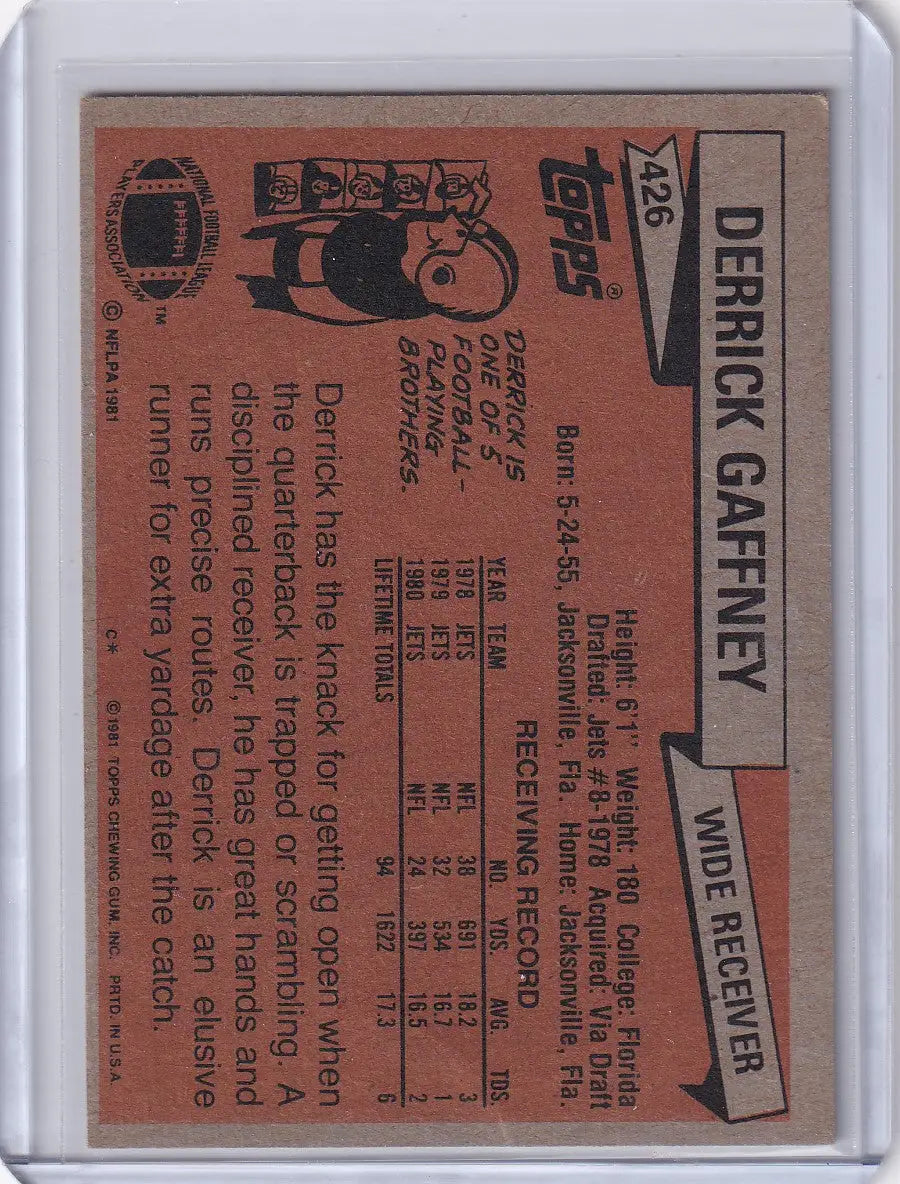 426
DERRICK GAFFNEY
WIDE RECEIVER
topps®
Height: 6'1" Weight: 180 College: Florida
Drafted: Jets #8-1978 Acquired: Via Draft
Born: 5-24-55, Jacksonville, Fla. Home: Jacksonville, Fla.
DERRICK IS
ONE OF 5
FOOTBALL-
PLAYING
BROTHERS.
RECEIVING RECORD
YEAR TEAM NO. YDS. AVG. TDS.
1978 JETS NFL 38 691 18.2 3
1979 JETS NFL 32 534 16.7 1
1980 JETS NFL 24 397 16.5 2
LIFETIME TOTALS 94 1622 17.3 6
Derrick has the knack for getting open when
the quarterback is trapped or scrambling. A
disciplined receiver, he has great hands and
runs precise routes. Derrick is an elusive
runner for extra yardage after the catch.
NATIONAL FOOTBALL LEAGUE
PLAYERS ASSOCIATION
TM
© NFLPA 1981
C* ©1981 TOPPS CHEWING GUM, INC. PRTD. IN U.S.A.